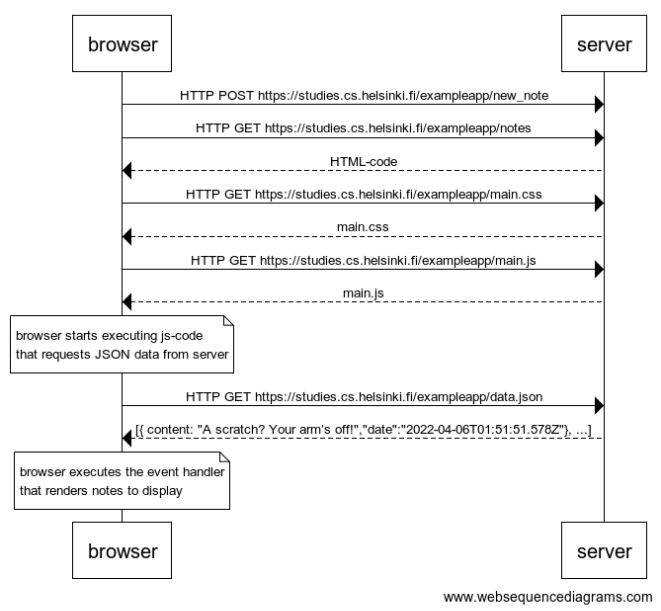 browser server
HTTP POST https://studies.cs.helsinki.fi/exampleapp/new_note
HTTP GET https://studies.cs.helsinki.fi/exampleapp/notes
HTML-code
HTTP GET https://studies.cs.helsinki.fi/exampleapp/main.css
main.css
HTTP GET https://studies.cs.helsinki.fi/exampleapp/main.js
main.js
browser starts executing js-code
that requests JSON data from server
HTTP GET https://studies.cs.helsinki.fi/exampleapp/data.json
[{ content: "A scratch? Your arm's off!","date":"2022-04-06T01:51:51.578Z"}, ...]
browser executes the event handler
that renders notes to display
browser server
www.websequencediagrams.com